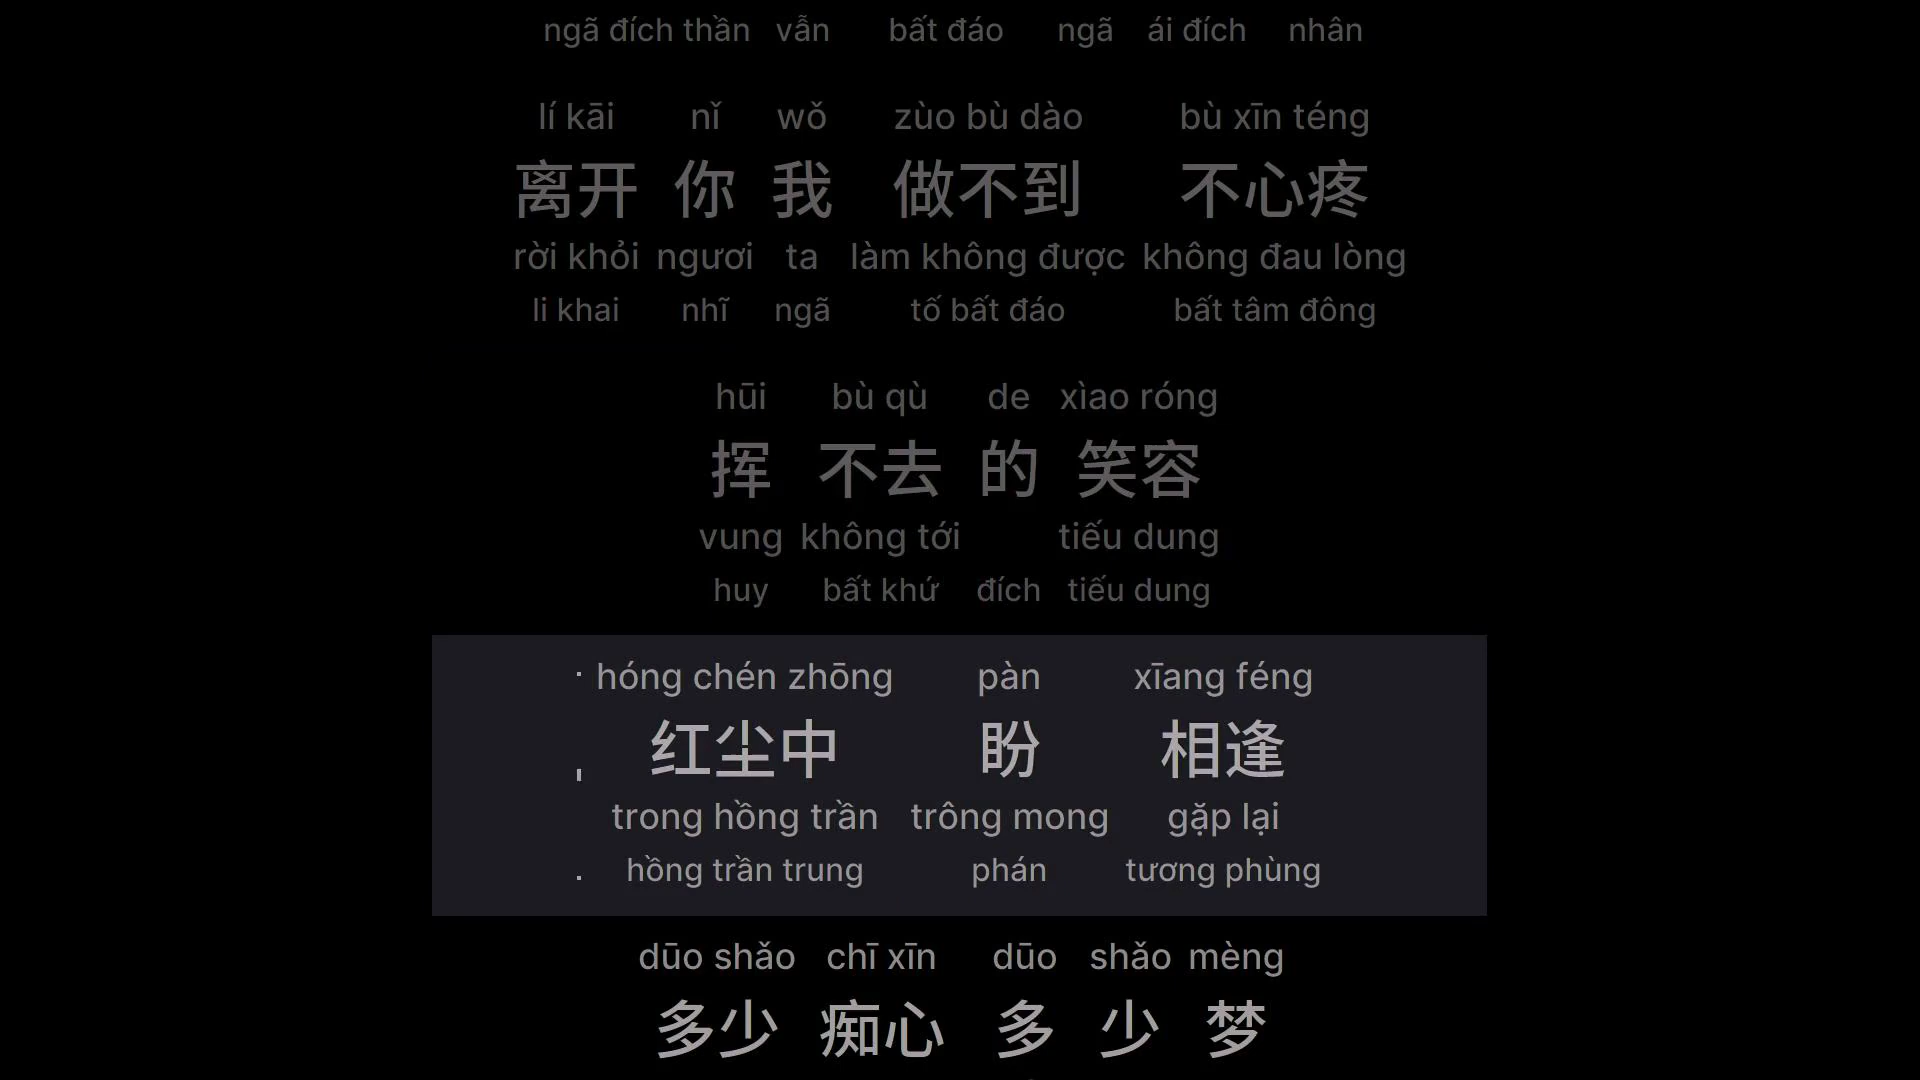 ngã đích thần vẫn bất đáo ngã ái đích nhân
lí kāi nǐ wǒ zùo bù dào bù xīn téng
离开 你 我 做不到 不心疼
rời khỏi ngươi ta làm không được không đau lòng
li khai nhĩ ngã tố bất đáo bất tâm đông
hūi bù qù de xìao róng
挥 不去 的 笑容
vung không tới tiếu dung
huy bất khứ đích tiếu dung
hóng chén zhōng pàn xīang féng
红尘中 盼 相逢
trong hồng trần trông mong gặp lại
hồng trần trung phán tương phùng
dūo shǎo chī xīn dūo shǎo mèng
多少 痴心 多 少 梦